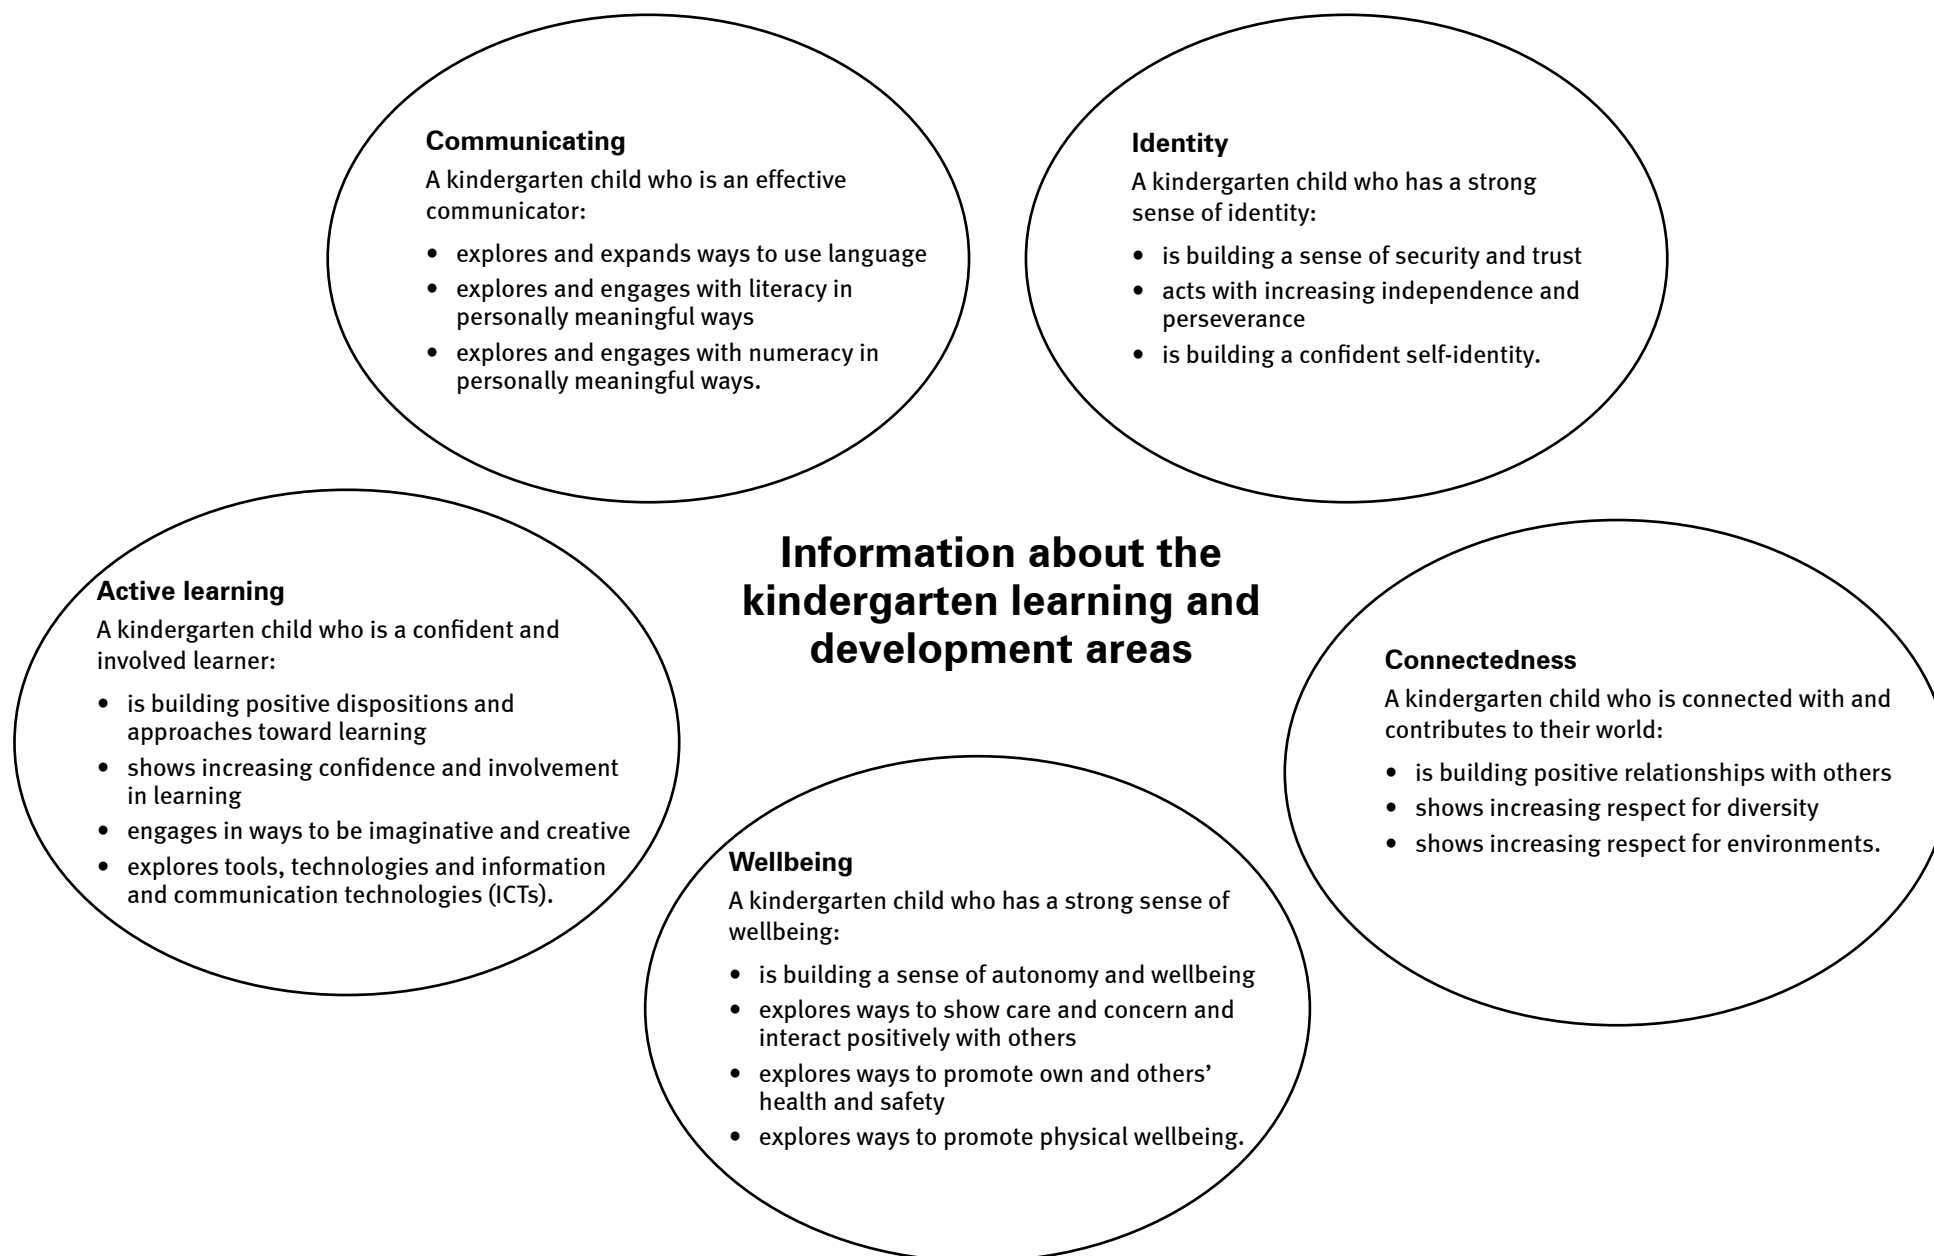 Communicating
A kindergarten child who is an effective
communicator:
• explores and expands ways to use language
• explores and engages with literacy in
personally meaningful ways
• explores and engages with numeracy in
personally meaningful ways.
Identity
A kindergarten child who has a strong
sense of identity:
• is building a sense of security and trust
• acts with increasing independence and
perseverance
• is building a confident self-identity.
Information about the
kindergarten learning and
development areas
Active learning
A kindergarten child who is a confident and
involved learner:
• is building positive dispositions and
approaches toward learning
• shows increasing confidence and involvement
in learning
• engages in ways to be imaginative and creative
• explores tools, technologies and information
and communication technologies (ICTs).
Connectedness
A kindergarten child who is connected with and
contributes to their world:
• is building positive relationships with others
• shows increasing respect for diversity
• shows increasing respect for environments.
Wellbeing
A kindergarten child who has a strong sense of
wellbeing:
• is building a sense of autonomy and wellbeing
• explores ways to show care and concern and
interact positively with others
• explores ways to promote own and others’
health and safety
• explores ways to promote physical wellbeing.